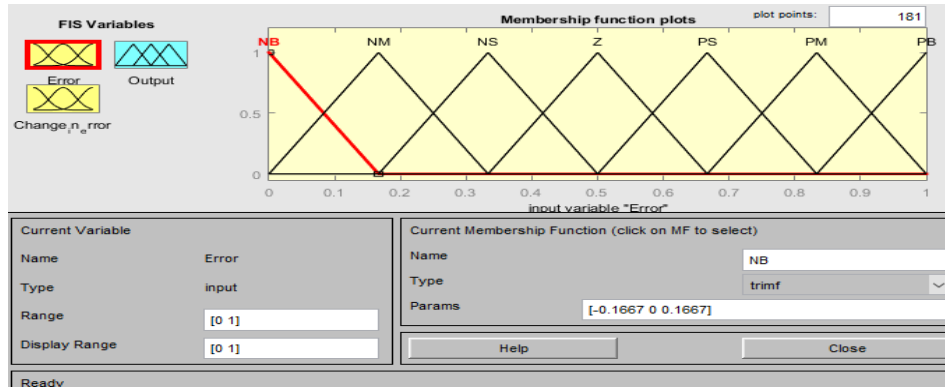 FIS Variables
Membership function plots
plot points:
181
NB
NM
NS
Z
PS
PM
PB
Error
Output
Change_in_error
1
0.5
0
0
0.1
0.2
0.3
0.4
0.5
0.6
0.7
0.8
0.9
1
input variable "Error"
Current Variable
Name
Error
Type
input
Range
[0 1]
Display Range
[0 1]
Current Membership Function (click on MF to select)
Name
NB
Type
trimf
Params
[-0.1667 0 0.1667]
Help
Close
Ready